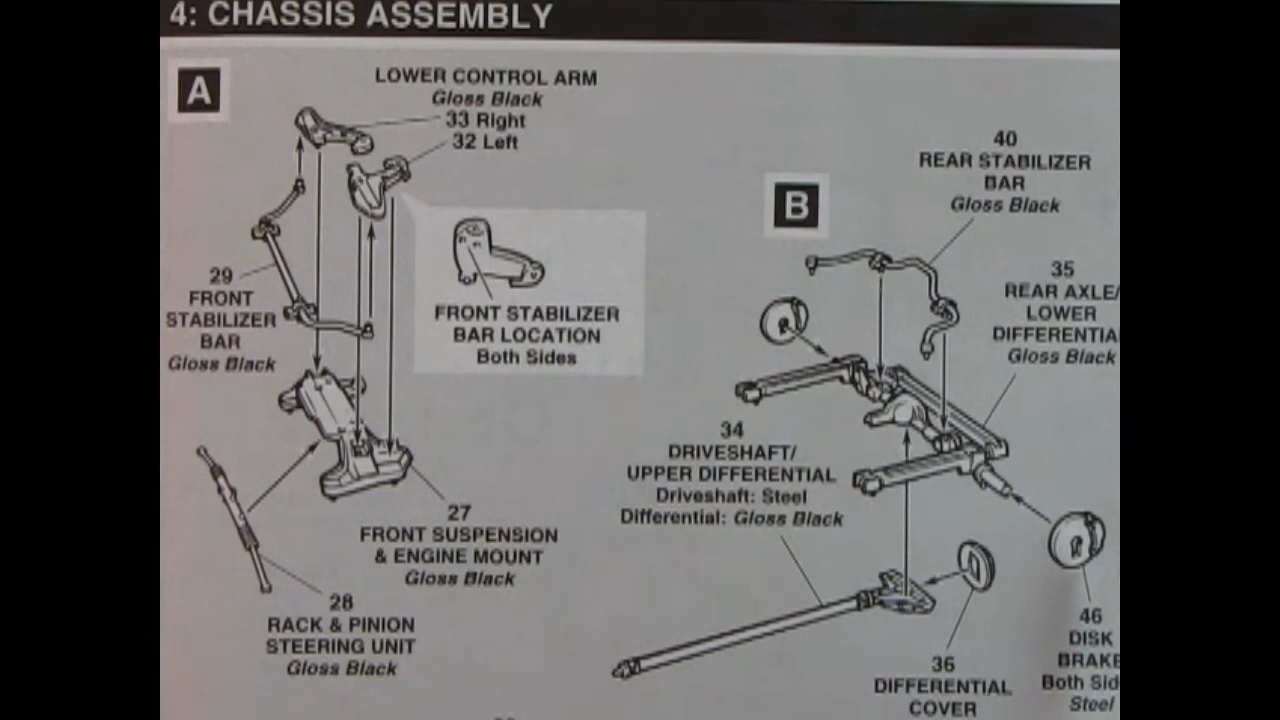 4: CHASSIS ASSEMBLY
A
LOWER CONTROL ARM
Gloss Black
33 Right
32 Left
29
FRONT
STABILIZER
BAR
Gloss Black
FRONT STABILIZER
BAR LOCATION
Both Sides
27
FRONT SUSPENSION
& ENGINE MOUNT
Gloss Black
28
RACK & PINION
STEERING UNIT
Gloss Black
B
40
REAR STABILIZER
BAR
Gloss Black
35
REAR AXLE/
LOWER
DIFFERENTIA
Gloss Black
34
DRIVESHAFT/
UPPER DIFFERENTIAL
Driveshaft: Steel
Differential: Gloss Black
36
DIFFERENTIAL
COVER
46
DISK
BRAKE
Both Sid
Steel